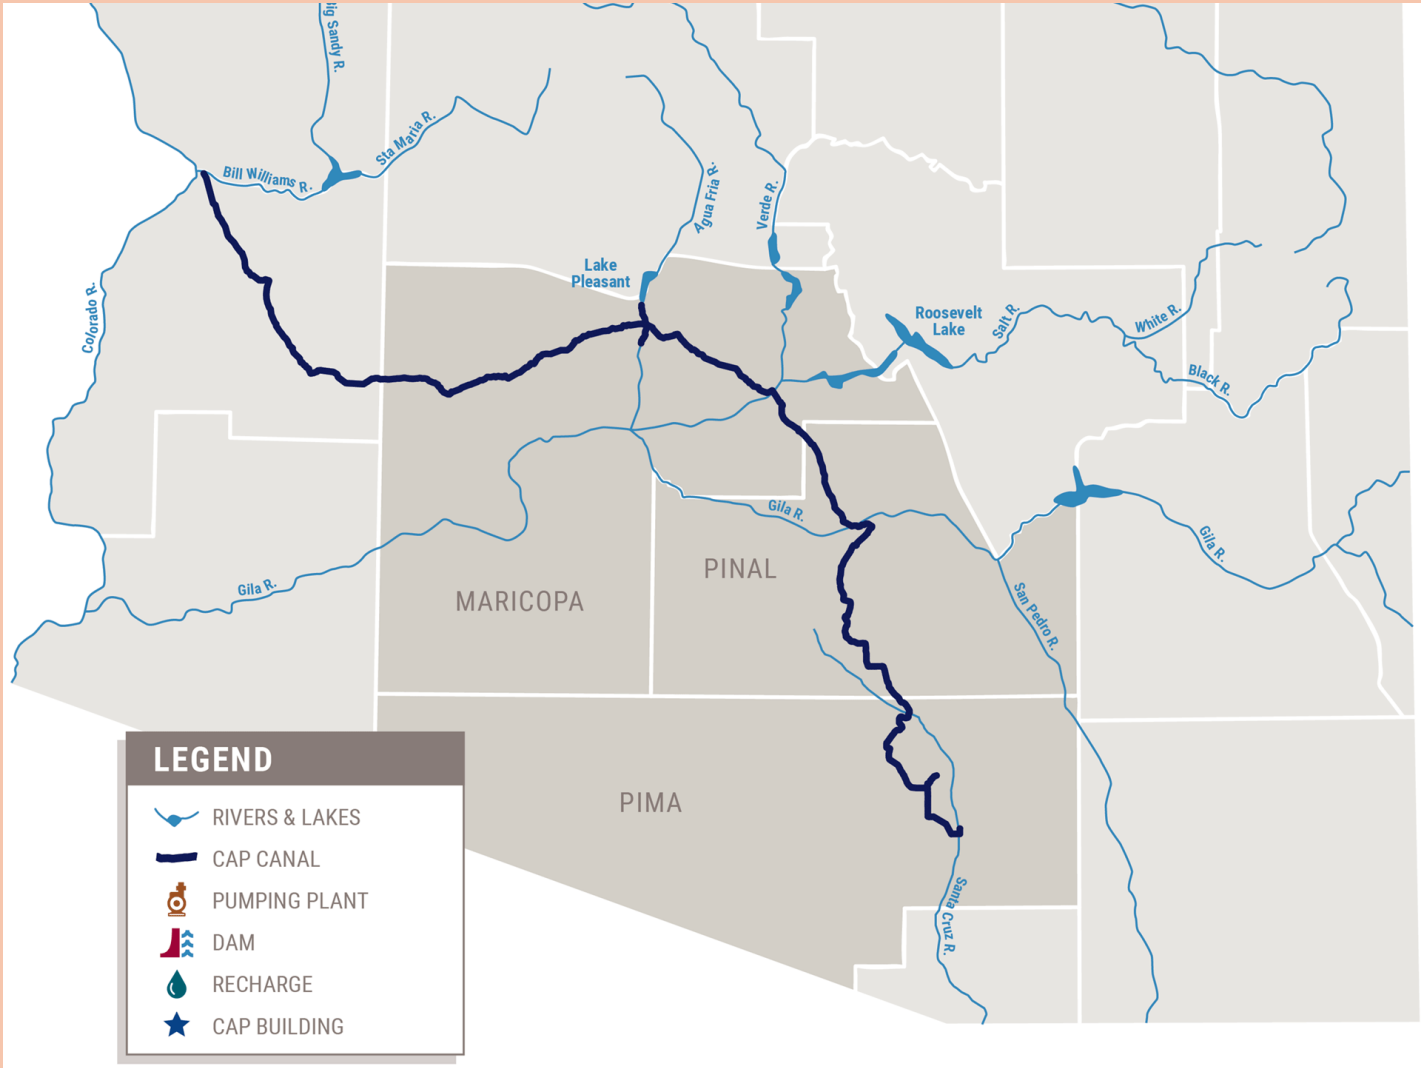 Sandy R.
Sta Maria R.
Bill Williams R.
Agua Fria R.
Verde R.
Lake
Pleasant
Colorado R.
Roosevelt
Lake
Salt R.
White R.
Black R.
Gila R.
Gila R.
Gila R.
San Pedro R.
PINAL
MARICOPA
PIMA
Santa Cruz R.
LEGEND
RIVERS & LAKES
CAP CANAL
PUMPING PLANT
DAM
RECHARGE
CAP BUILDING